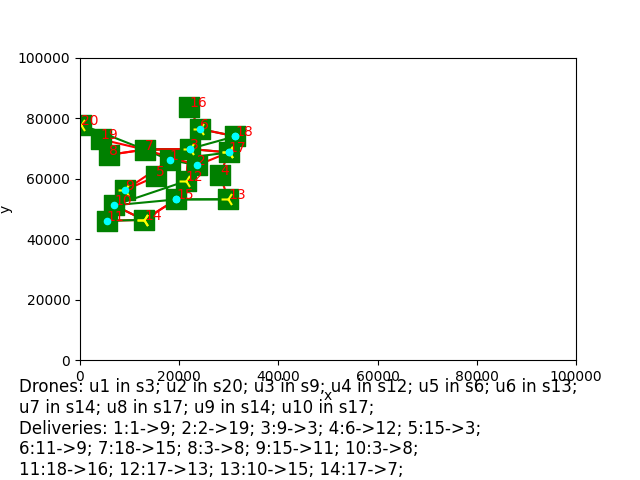 100000
80000
60000
40000
20000
0
y
16
18
19
12
0 20000 40000 60000 80000 100000
x
Drones: u1 in s3; u2 in s20; u3 in s9; u4 in s12; u5 in s6; u6 in s13;
u7 in s14; u8 in s17; u9 in s14; u10 in s17;
Deliveries: 1:1->9; 2:2->19; 3:9->3; 4:6->12; 5:15->3;
6:11->9; 7:18->15; 8:3->8; 9:15->11; 10:3->8;
11:18->16; 12:17->13; 13:10->15; 14:17->7;